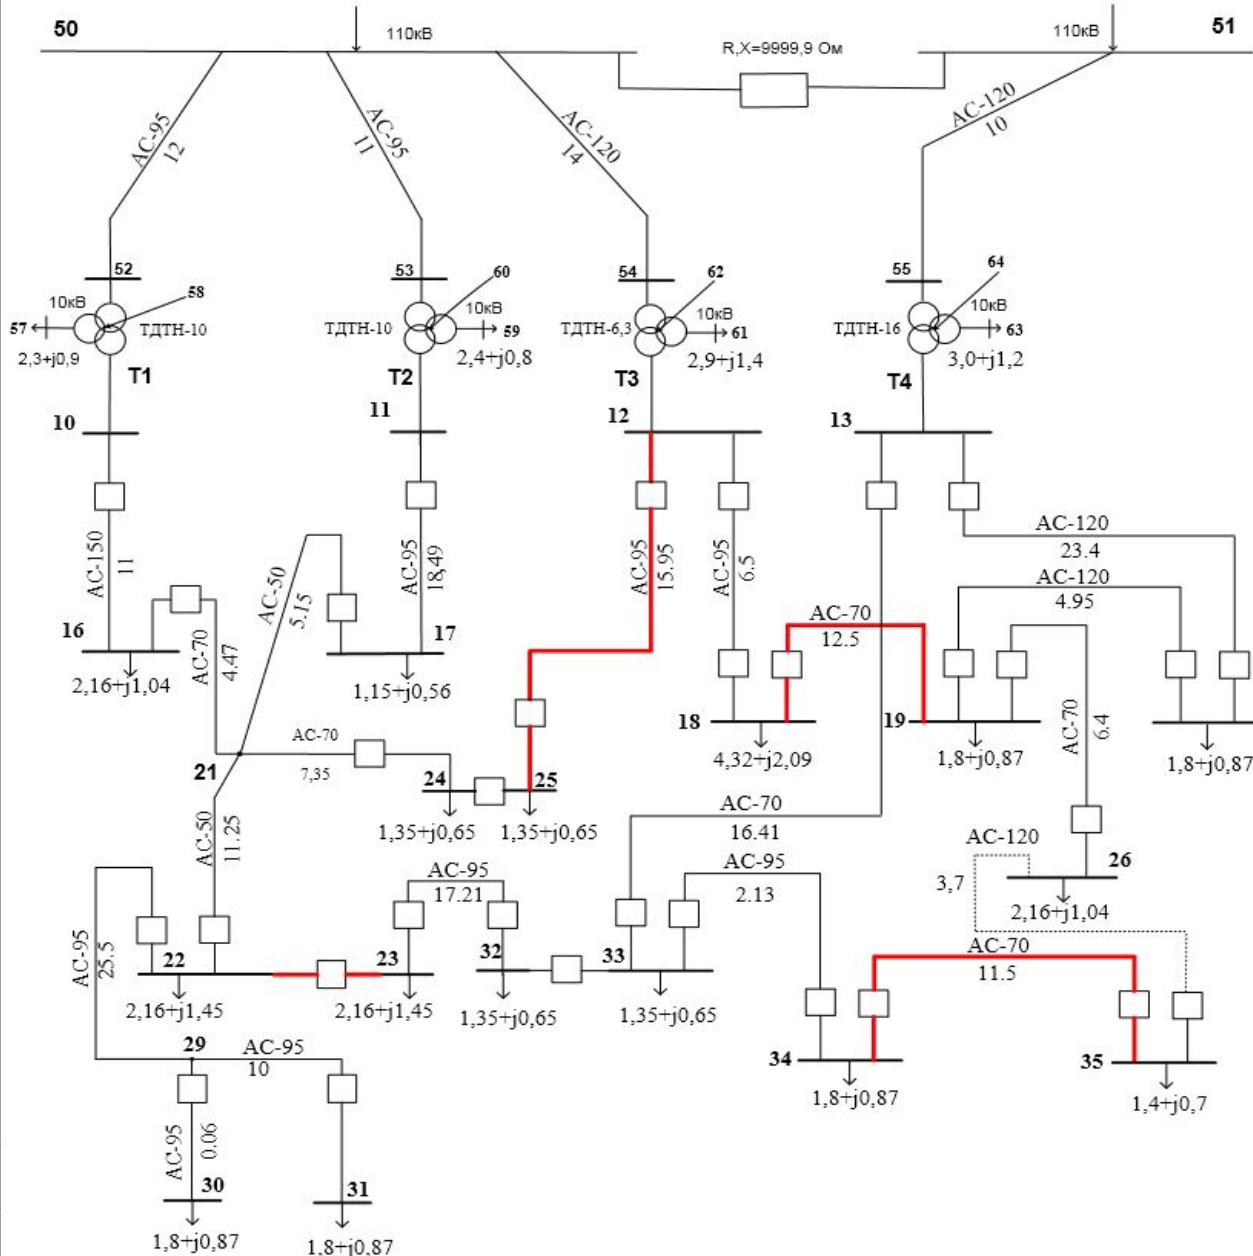 50
110кВ
R,X=9999,9 Ом
110кВ
51
АС-95
12
АС-95
11
АС-120
14
АС-120
10
52
58
10кВ
57
ТДТН-10
2,3+j0,9
Т1
53
60
10кВ
ТДТН-10
59
2,4+j0,8
Т2
54
62
10кВ
ТДТН-6,3
61
2,9+j1,4
Т3
55
64
10кВ
ТДТН-16
63
3,0+j1,2
Т4
10
11
12
13
АС-150
11
АС-50
5.15
АС-95
18,49
АС-95
15.95
АС-95
6.5
АС-120
23.4
АС-120
4.95
АС-70
12.5
16
2,16+j1,04
АС-70
4.47
17
1,15+j0,56
18
4,32+j2,09
19
1,8+j0,87
АС-70
6.4
1,8+j0,87
21
АС-70
7,35
24
25
1,35+j0,65
1,35+j0,65
АС-70
16.41
АС-50
11.25
АС-95
17.21
АС-95
2.13
АС-120
3,7
26
2,16+j1,04
АС-95
25.5
22
2,16+j1,45
23
2,16+j1,45
32
1,35+j0,65
33
1,35+j0,65
АС-70
11.5
29
АС-95
10
34
1,8+j0,87
35
1,4+j0,7
АС-95
0.06
30
1,8+j0,87
31
1,8+j0,87